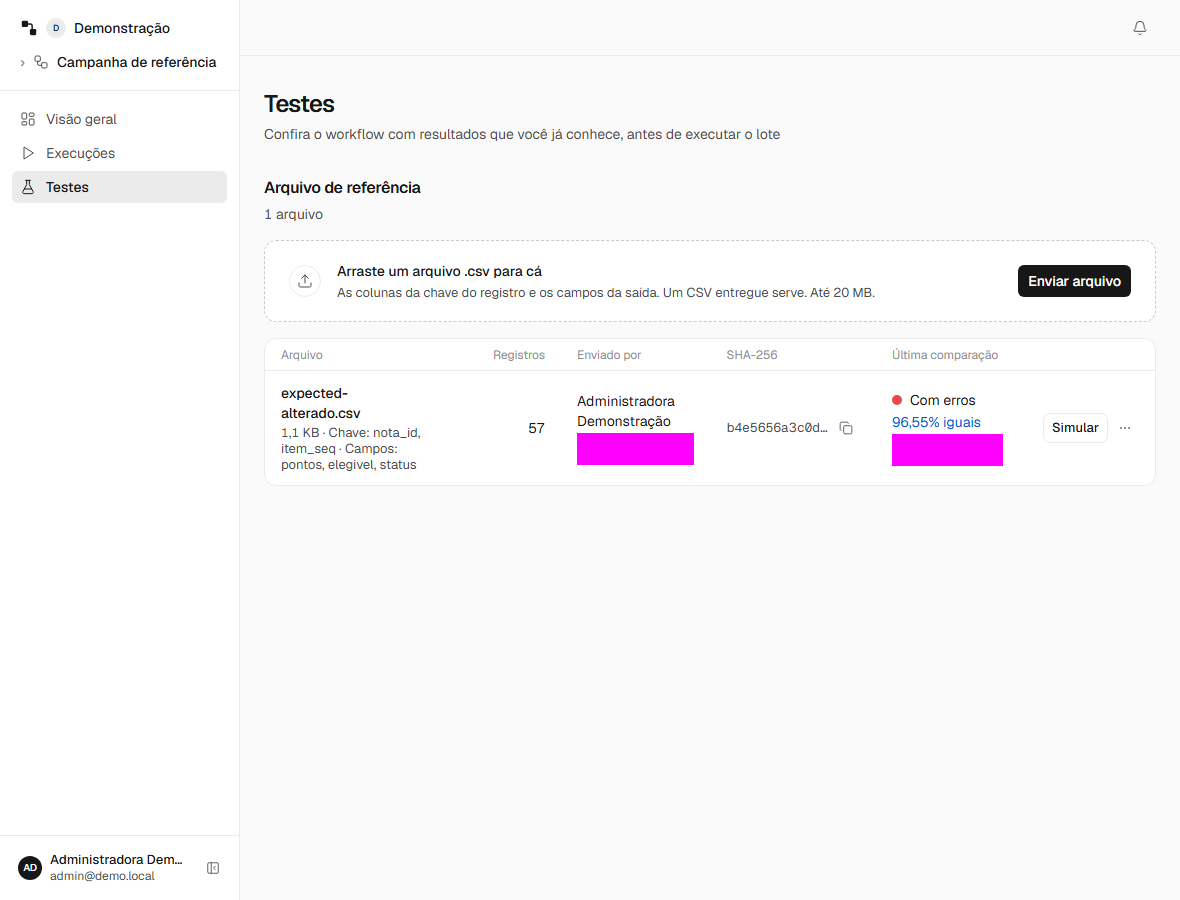 D Demonstração
Campanha de referência
Visão geral
Execuções
Testes
Testes
Confira o workflow com resultados que você já conhece, antes de executar o lote
Arquivo de referência
1 arquivo
Arraste um arquivo .csv para cá
As colunas da chave do registro e os campos da saída. Um CSV entregue serve. Até 20 MB.
Enviar arquivo
Arquivo Registros Enviado por SHA-256 Última comparação
expected-
alterado.csv
1,1 KB · Chave: nota_id,
item_seq · Campos:
pontos, elegivel, status
57
Administradora
Demonstração
b4e5656a3c0d…
Com erros
96,55% iguais
Simular
AD
Administradora Dem…
admin@demo.local